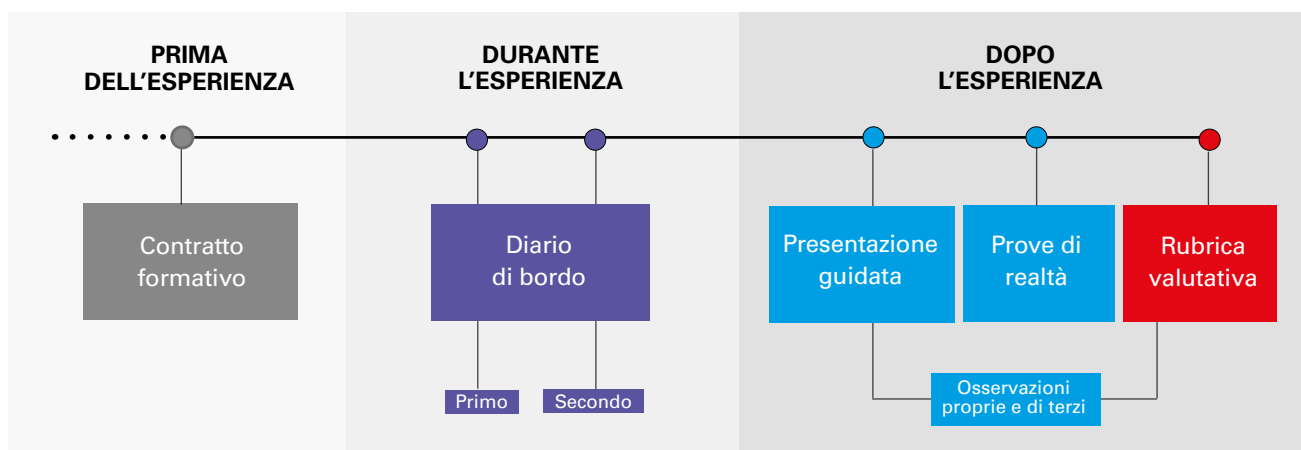 PRIMA
DELL'ESPERIENZA
DURANTE
L'ESPERIENZA
DOPO
L'ESPERIENZA
Contratto
formativo
Diario
di bordo
Presentazione
guidata
Prove di
realtà
Rubrica
valutativa
Primo
Secondo
Osservazioni
proprie e di terzi